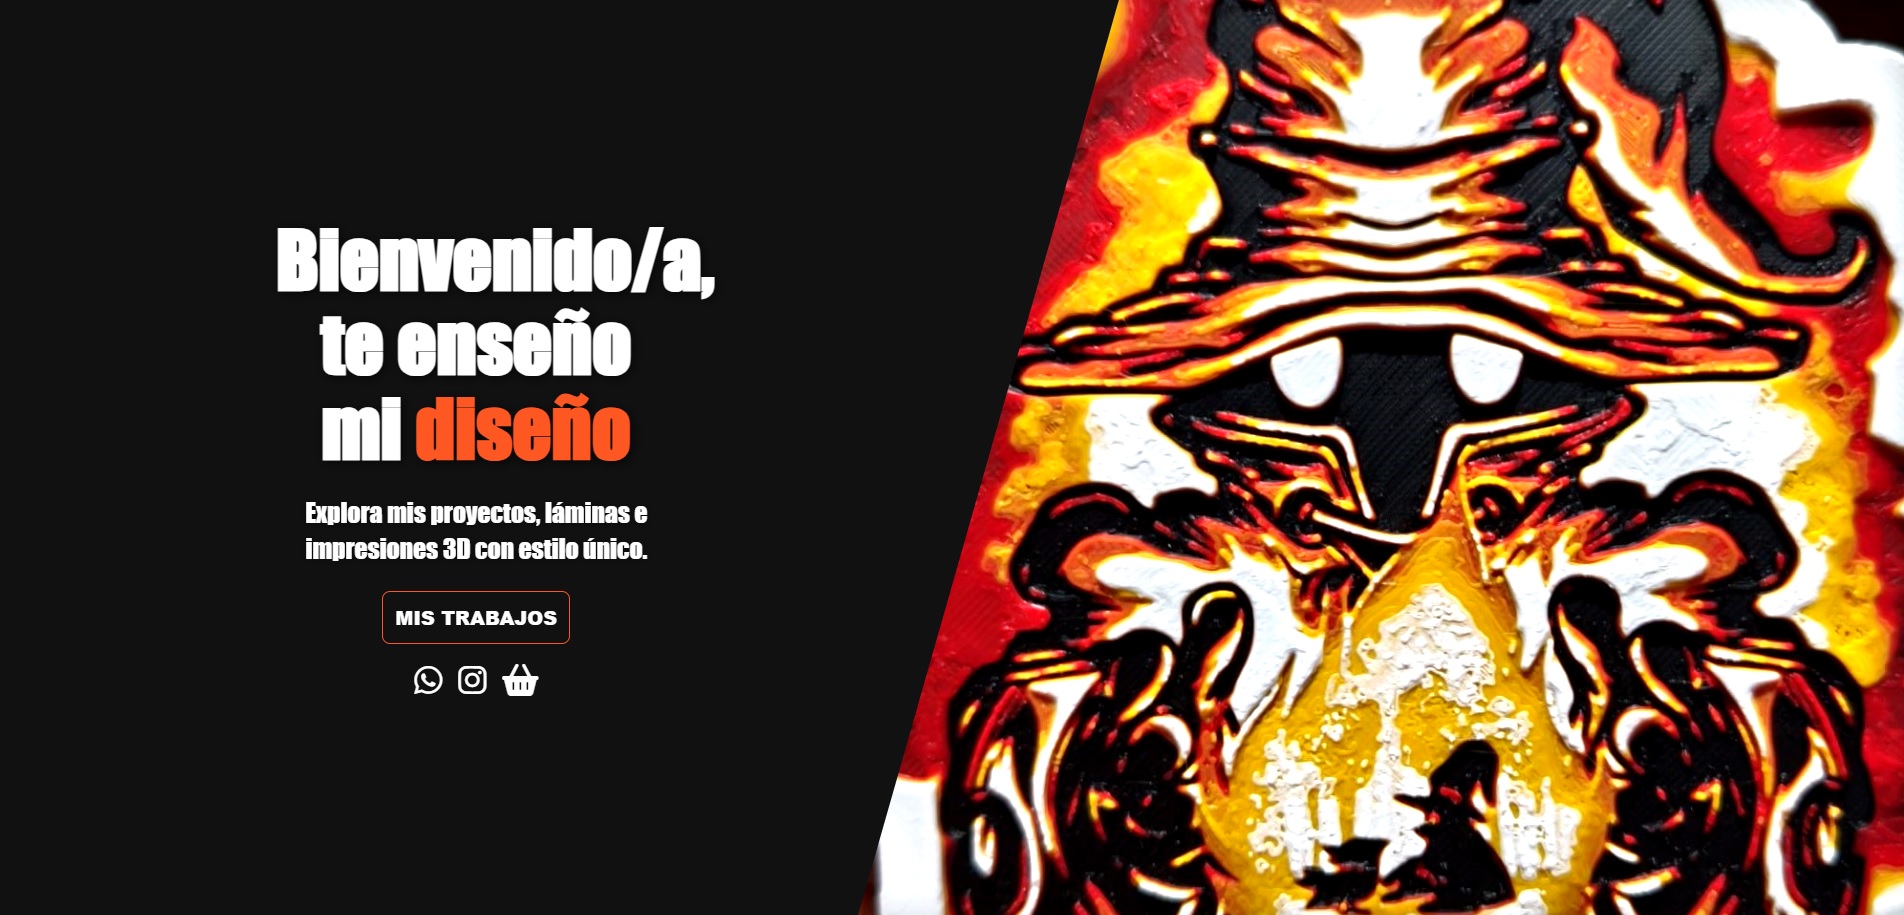 Bienvenido/a,
te enseño
mi diseño
Explora mis proyectos, láminas e
impresiones 3D con estilo único.
MIS TRABAJOS